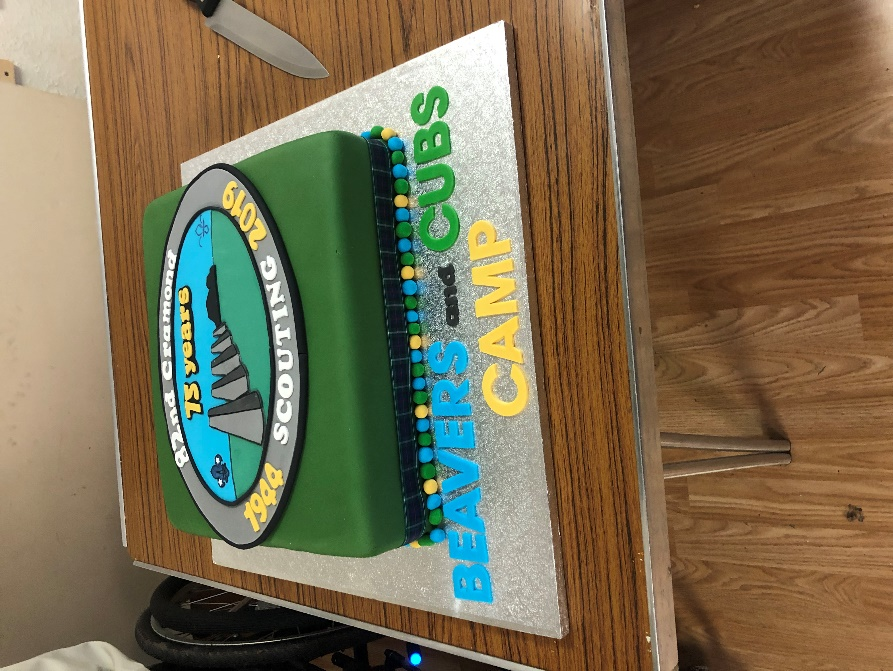 82nd Cramond
75 years
1944 SCOUTING 2019
BEAVERS and CUBS
CAMP